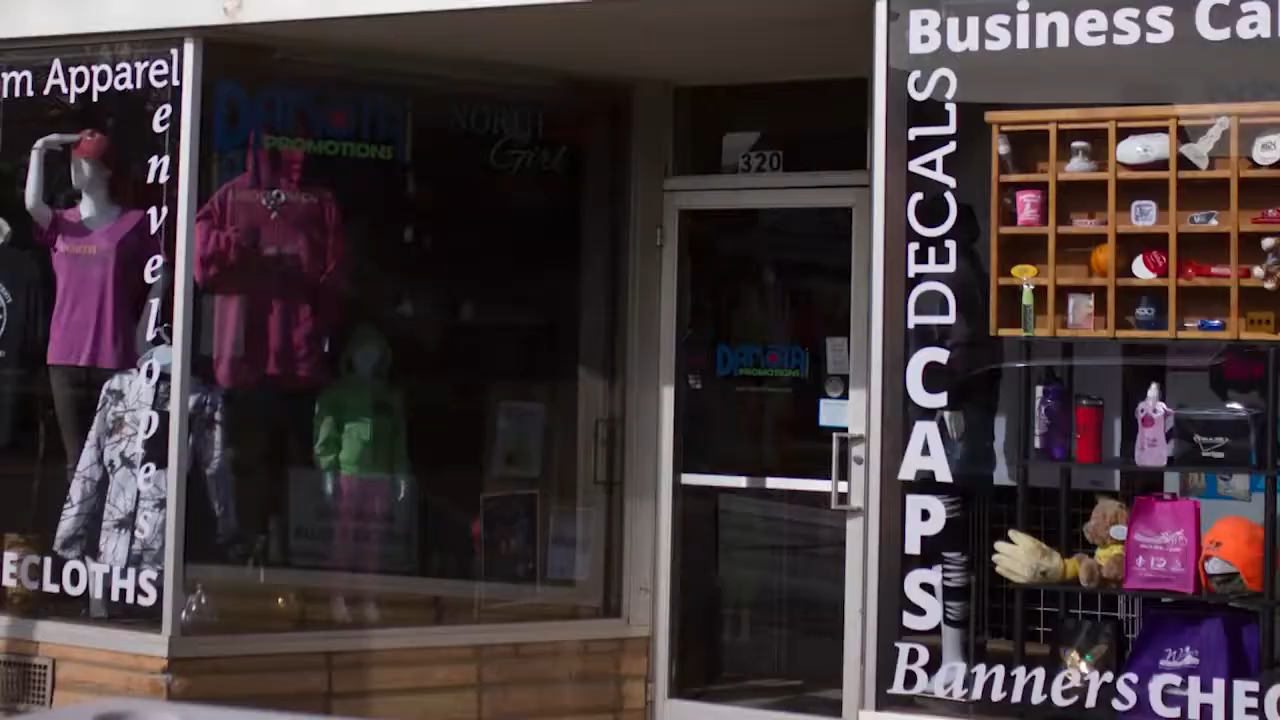 m Apparel
envelopes
ECLOTHS
DAKOTA
PROMOTIONS
NORTH
Girl
320
DAKOTA
PROMOTIONS
Business Ca
DECALS
CAPS
Banners
CHEC